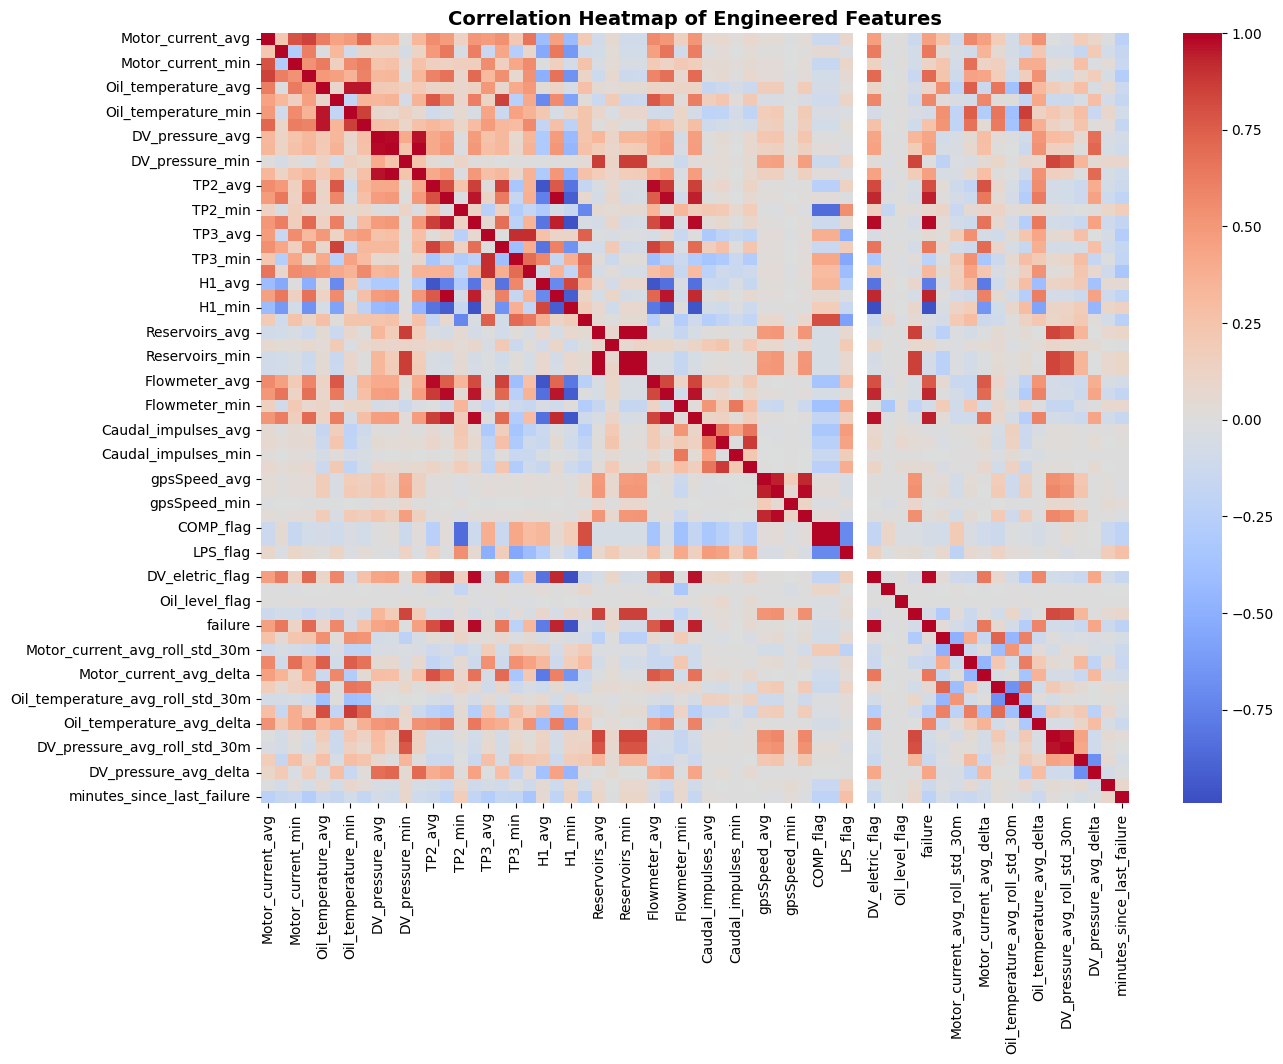 Correlation Heatmap of Engineered Features
Motor_current_avg
Motor_current_min
Oil_temperature_avg
Oil_temperature_min
DV_pressure_avg
DV_pressure_min
TP2_avg
TP2_min
TP3_avg
TP3_min
H1_avg
H1_min
Reservoirs_avg
Reservoirs_min
Flowmeter_avg
Flowmeter_min
Caudal_impulses_avg
Caudal_impulses_min
gpsSpeed_avg
gpsSpeed_min
COMP_flag
LPS_flag
DV_eletric_flag
Oil_level_flag
failure
Motor_current_avg_roll_std_30m
Motor_current_avg_delta
Oil_temperature_avg_roll_std_30m
Oil_temperature_avg_delta
DV_pressure_avg_roll_std_30m
DV_pressure_avg_delta
minutes_since_last_failure
Motor_current_avg
Motor_current_min
Oil_temperature_avg
Oil_temperature_min
DV_pressure_avg
DV_pressure_min
TP2_avg
TP2_min
TP3_avg
TP3_min
H1_avg
H1_min
Reservoirs_avg
Reservoirs_min
Flowmeter_avg
Flowmeter_min
Caudal_impulses_avg
Caudal_impulses_min
gpsSpeed_avg
gpsSpeed_min
COMP_flag
LPS_flag
DV_eletric_flag
Oil_level_flag
failure
Motor_current_avg_roll_std_30m
Motor_current_avg_delta
Oil_temperature_avg_roll_std_30m
Oil_temperature_avg_delta
DV_pressure_avg_roll_std_30m
DV_pressure_avg_delta
minutes_since_last_failure
1.00
0.75
0.50
0.25
0.00
−0.25
−0.50
−0.75